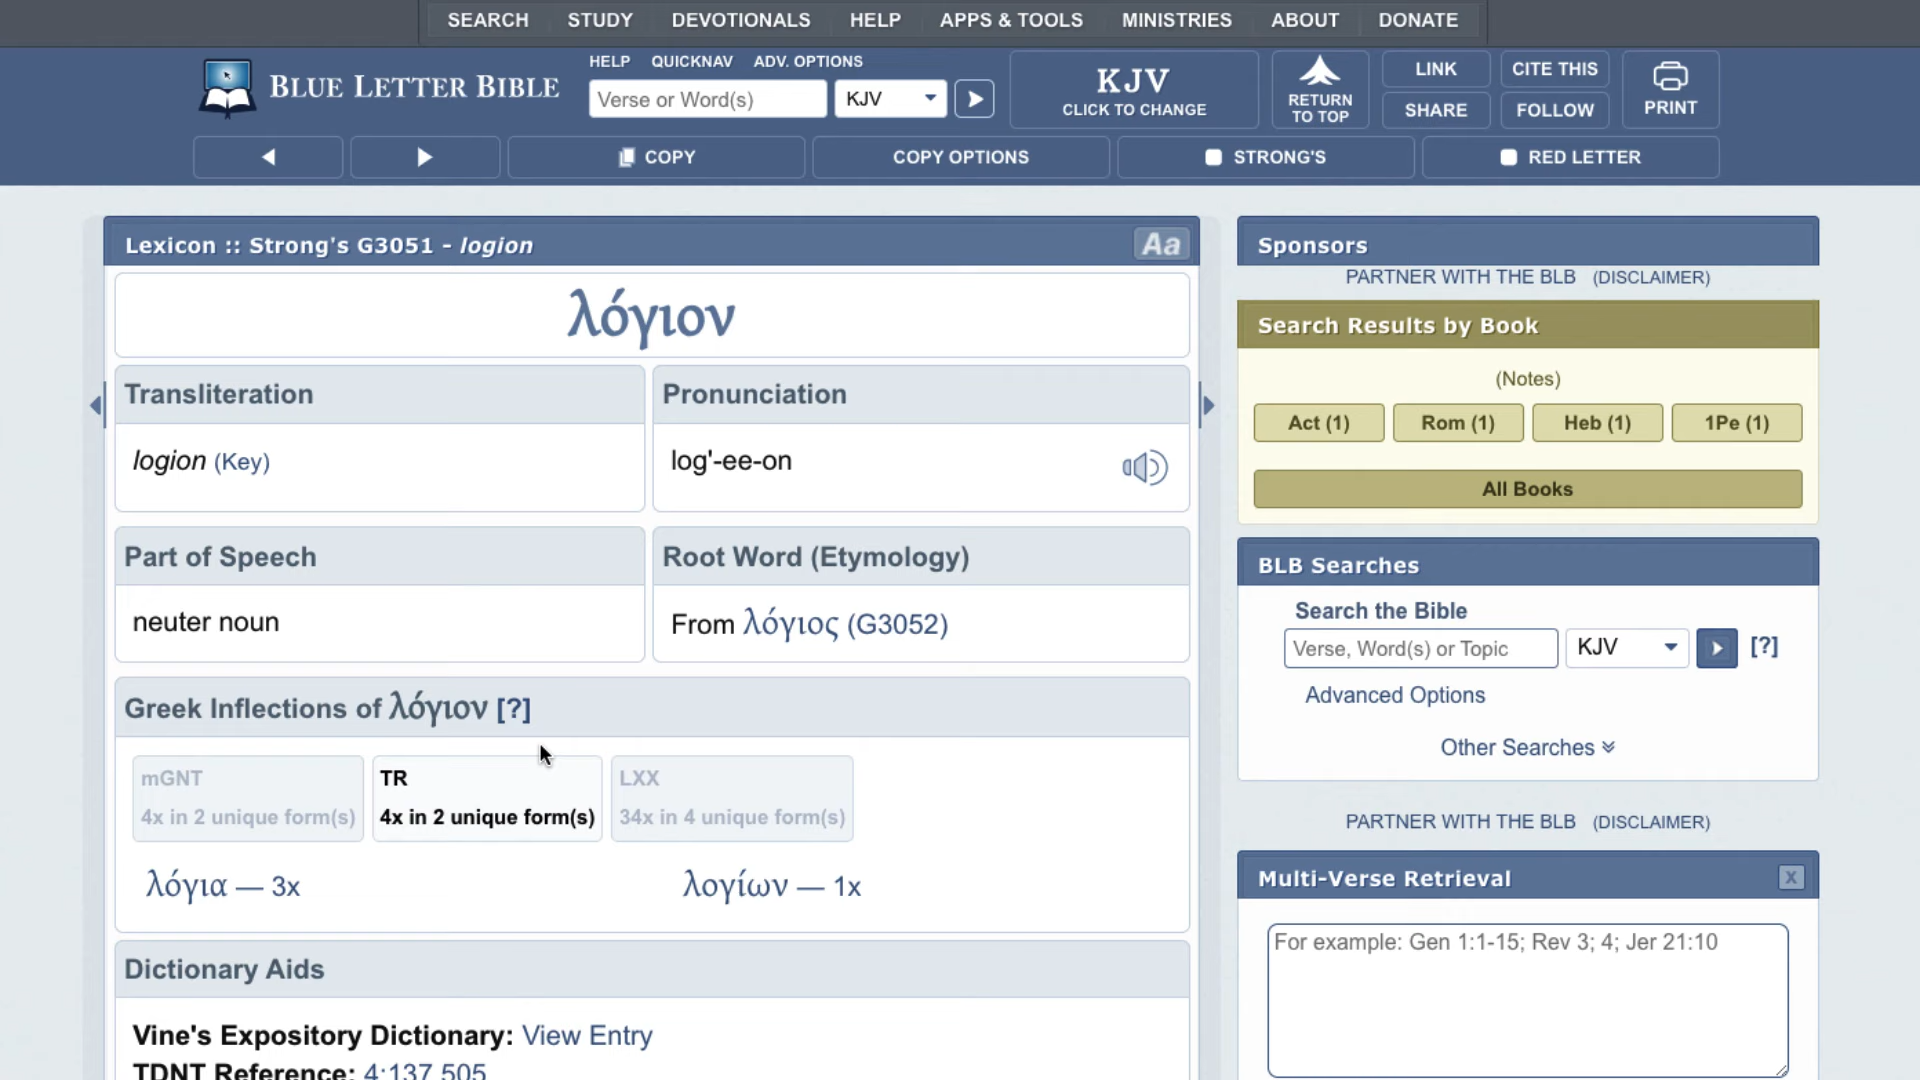 SEARCH STUDY DEVOTIONALS HELP APPS & TOOLS MINISTRIES ABOUT DONATE
BLUE LETTER BIBLE
HELP QUICKNAV ADV. OPTIONS
Verse or Word(s) KJV
KJV
CLICK TO CHANGE
RETURN
TO TOP
LINK CITE THIS
SHARE FOLLOW
PRINT
COPY COPY OPTIONS STRONG'S RED LETTER
Lexicon :: Strong's G3051 - logion Aa
λόγιον
Transliteration
logion (Key)
Pronunciation
log'-ee-on
Part of Speech
neuter noun
Root Word (Etymology)
From λόγιος (G3052)
Greek Inflections of λόγιον [?]
mGNT
4x in 2 unique form(s)
TR
4x in 2 unique form(s)
LXX
34x in 4 unique form(s)
λόγια — 3x
λογίων — 1x
Dictionary Aids
Vine's Expository Dictionary: View Entry
TDNT Reference: 4:137,505
Sponsors
PARTNER WITH THE BLB (DISCLAIMER)
Search Results by Book
(Notes)
Act (1) Rom (1) Heb (1) 1Pe (1)
All Books
BLB Searches
Search the Bible
Verse, Word(s) or Topic KJV [?]
Advanced Options
Other Searches
PARTNER WITH THE BLB (DISCLAIMER)
Multi-Verse Retrieval X
For example: Gen 1:1-15; Rev 3; 4; Jer 21:10